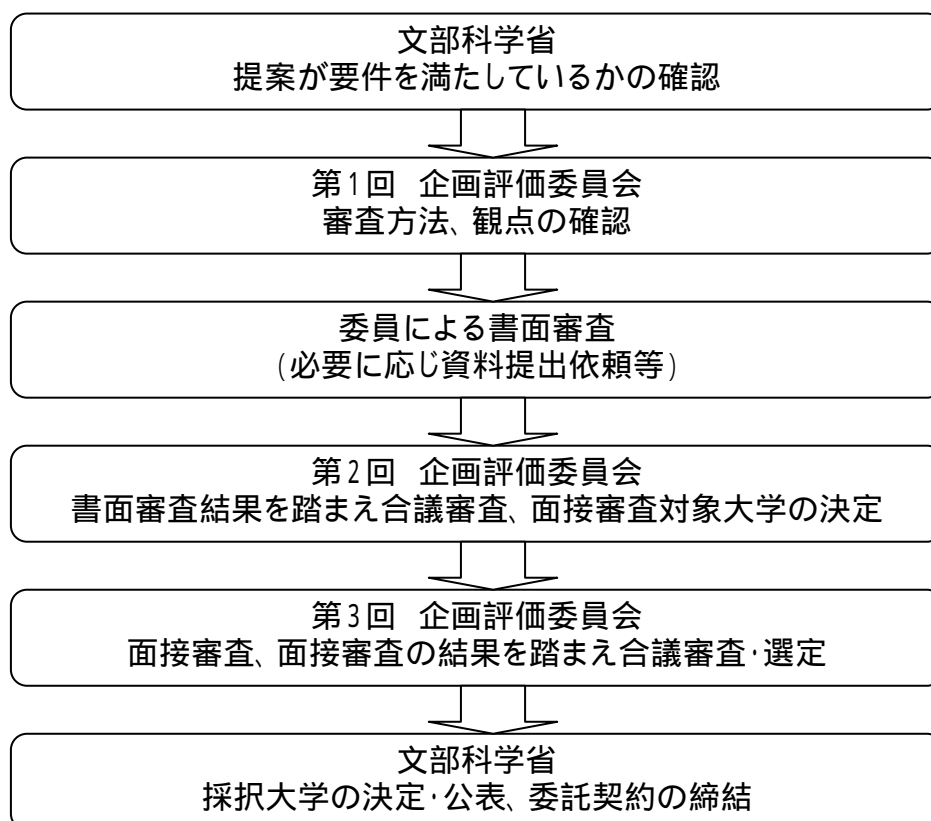 文部科学省
提案が要件を満たしているかの確認
第1回 企画評価委員会
審査方法、観点の確認
委員による書面審査
(必要に応じ資料提出依頼等)
第2回 企画評価委員会
書面審査結果を踏まえ合議審査、面接審査対象大学の決定
第3回 企画評価委員会
面接審査、面接審査の結果を踏まえ合議審査・選定
文部科学省
採択大学の決定・公表、委託契約の締結